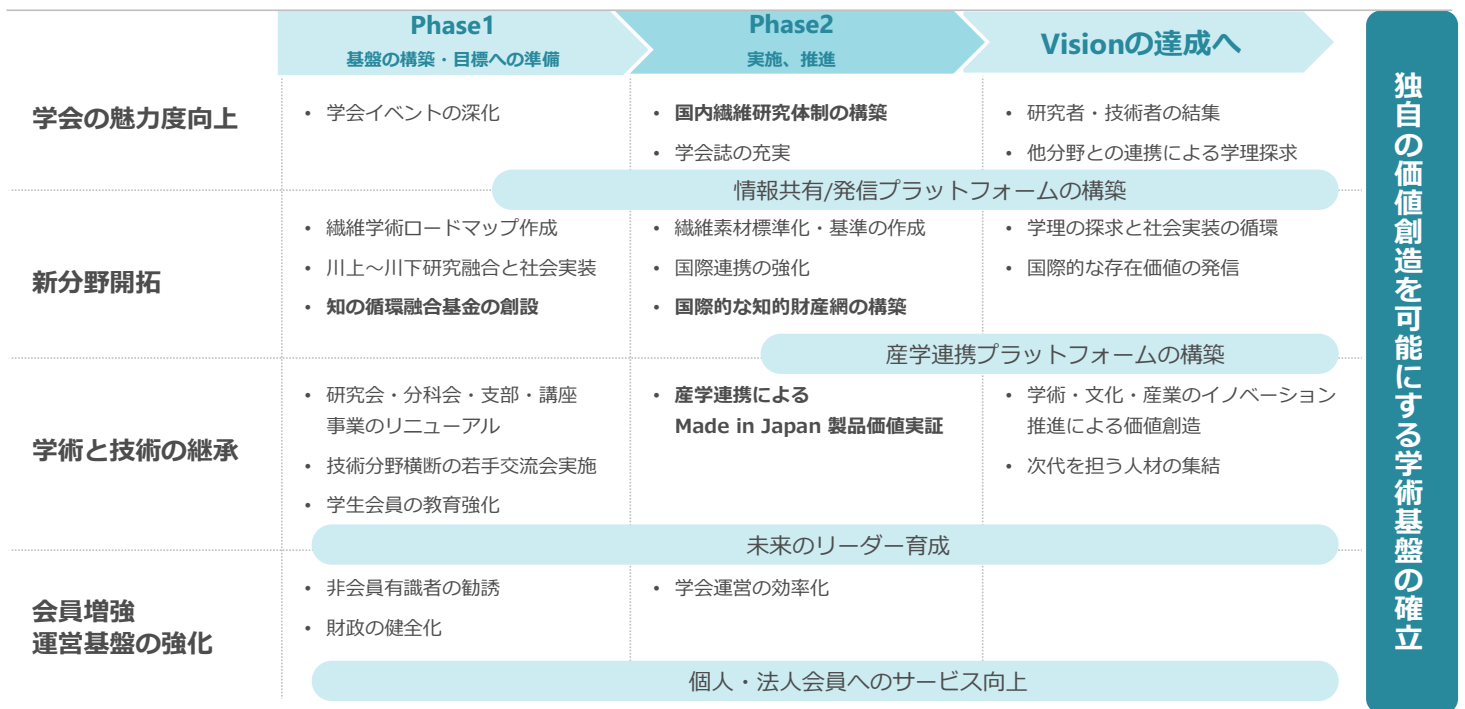 Phase1
基盤の構築・目標への準備
Phase2
実施、推進
Visionの達成へ
学会の魅力度向上
• 学会イベントの深化
• 国内繊維研究体制の構築
• 学会誌の充実
• 研究者・技術者の結集
• 他分野との連携による学理探求
情報共有/発信プラットフォームの構築
新分野開拓
• 繊維学術ロードマップ作成
• 川上～川下研究融合と社会実装
• 知の循環融合基金の創設
• 繊維素材標準化・基準の作成
• 国際連携の強化
• 国際的な知的財産網の構築
• 学理の探求と社会実装の循環
• 国際的な存在価値の発信
産学連携プラットフォームの構築
学術と技術の継承
• 研究会・分科会・支部・講座
事業のリニューアル
• 技術分野横断の若手交流会実施
• 学生会員の教育強化
• 産学連携による
Made in Japan 製品価値実証
• 学術・文化・産業のイノベーション
推進による価値創造
• 次代を担う人材の集結
未来のリーダー育成
会員増強
運営基盤の強化
• 非会員有識者の勧誘
• 財政の健全化
• 学会運営の効率化
個人・法人会員へのサービス向上
独自の価値創造を可能にする学術基盤の確立